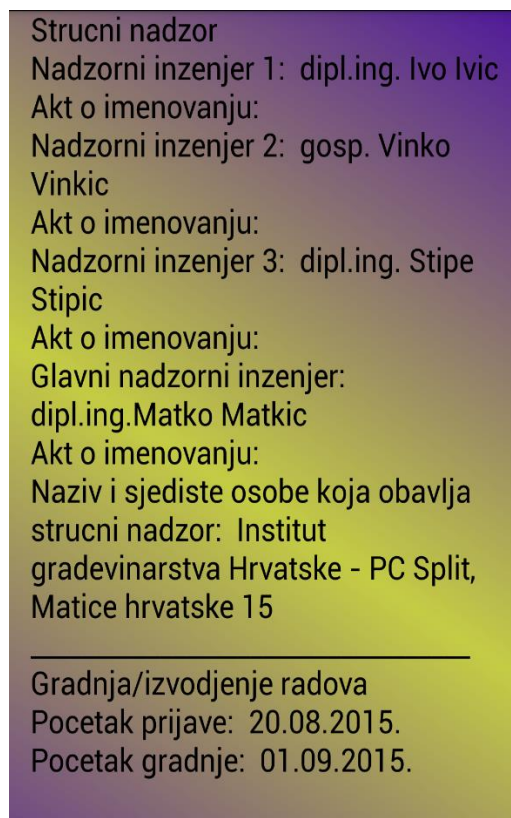 Strucni nadzor
Nadzorni inzenjer 1:  dipl.ing. Ivo Ivic
Akt o imenovanju:
Nadzorni inzenjer 2:  gosp. Vinko
Vinkic
Akt o imenovanju:
Nadzorni inzenjer 3:  dipl.ing. Stipe
Stipic
Akt o imenovanju:
Glavni nadzorni inzenjer:
dipl.ing.Matko Matkic
Akt o imenovanju:
Naziv i sjediste osobe koja obavlja
strucni nadzor:  Institut
gradevinarstva Hrvatske - PC Split,
Matice hrvatske 15
Gradnja/izvodjenje radova
Pocetak prijave:  20.08.2015.
Pocetak gradnje:  01.09.2015.